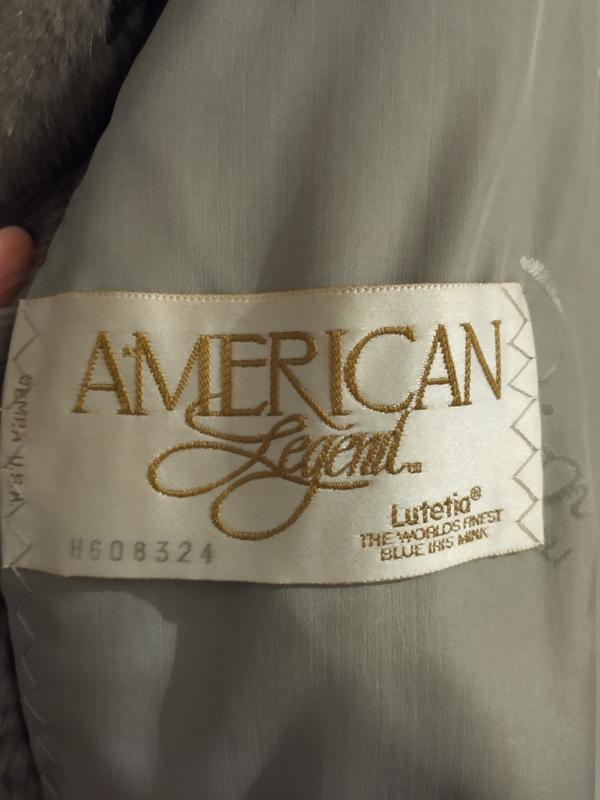 AMERICAN
Legend
Lutetia®
THE WORLDS FINEST
BLUE IRIS MINK
H608324